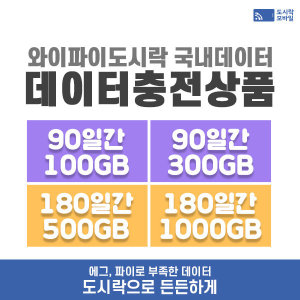 도시락
모바일
와이파이도시락 국내데이터
데이터충전상품
90일간
100GB
90일간
300GB
180일간
500GB
180일간
1000GB
에그, 파이로 부족한 데이터
도시락으로 든든하게